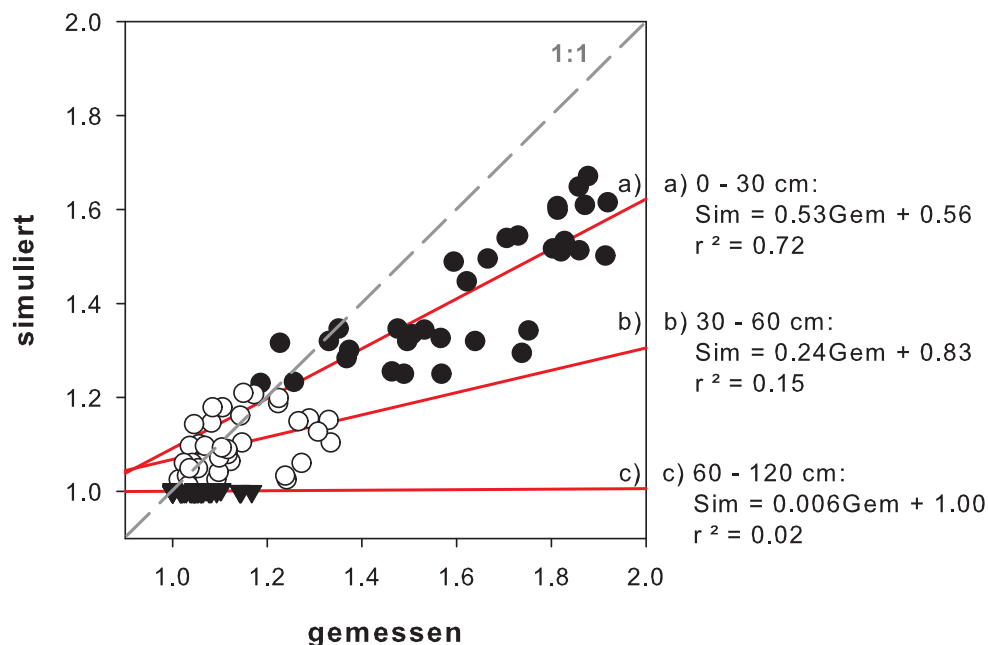 2.0
1.8
1.6
1.4
1.2
1.0
simuliert
1:1
a) a) 0 - 30 cm:
Sim = 0.53Gem + 0.56
r ² = 0.72
b) b) 30 - 60 cm:
Sim = 0.24Gem + 0.83
r ² = 0.15
c) c) 60 - 120 cm:
Sim = 0.006Gem + 1.00
r ² = 0.02
1.0 1.2 1.4 1.6 1.8 2.0
gemessen